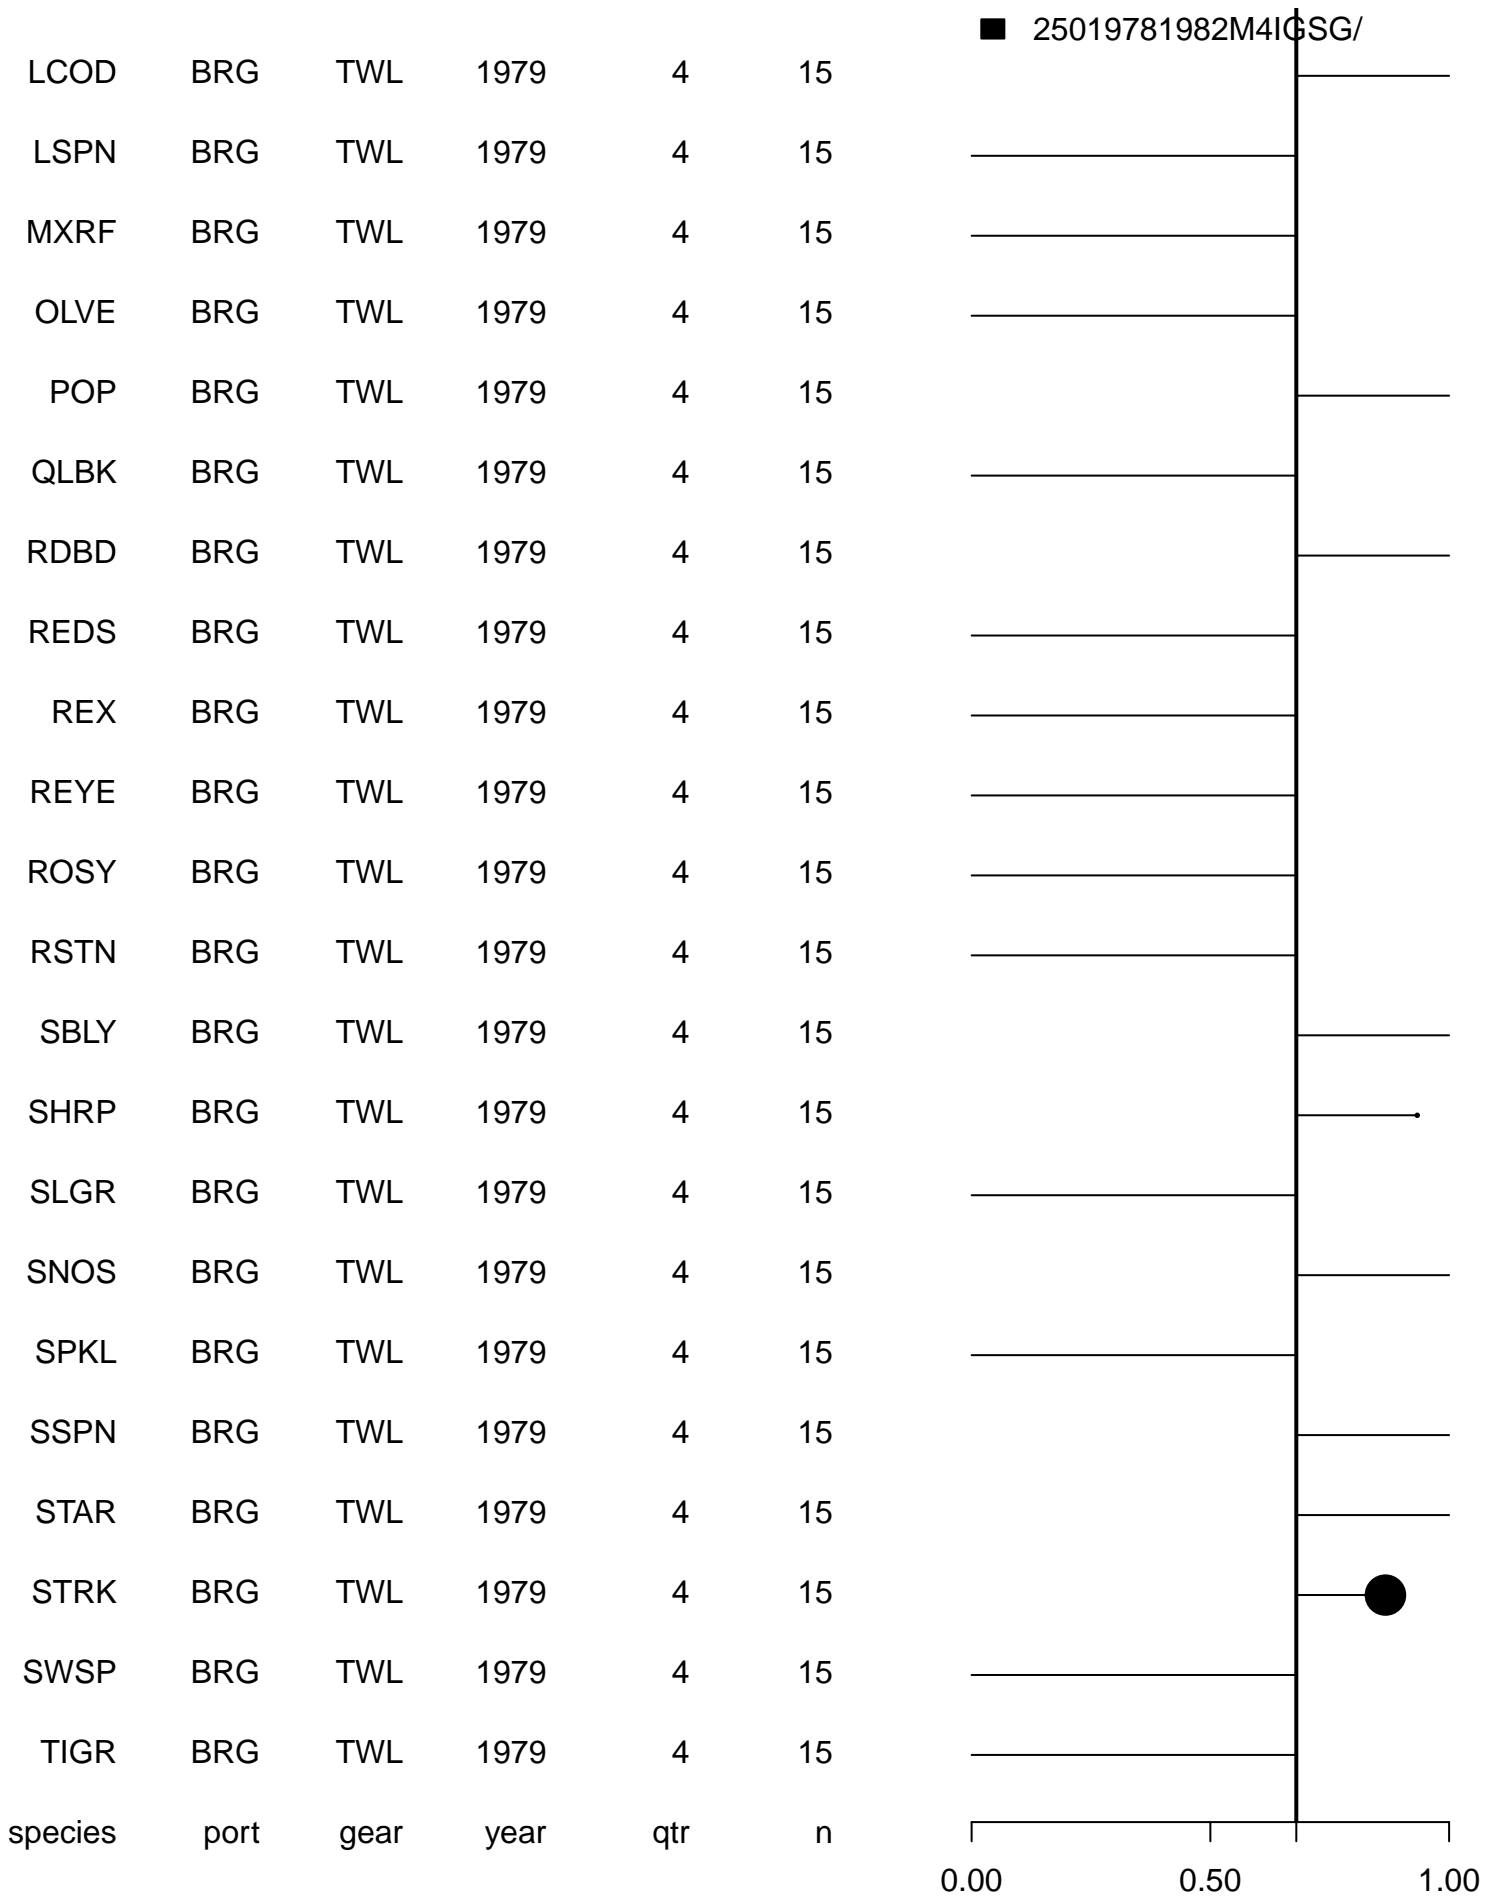 25019781982M4IGSG/
LCOD BRG TWL 1979 4 15
LSPN BRG TWL 1979 4 15
MXRF BRG TWL 1979 4 15
OLVE BRG TWL 1979 4 15
POP BRG TWL 1979 4 15
QLBK BRG TWL 1979 4 15
RDBD BRG TWL 1979 4 15
REDS BRG TWL 1979 4 15
REX BRG TWL 1979 4 15
REYE BRG TWL 1979 4 15
ROSY BRG TWL 1979 4 15
RSTN BRG TWL 1979 4 15
SBLY BRG TWL 1979 4 15
SHRP BRG TWL 1979 4 15
SLGR BRG TWL 1979 4 15
SNOS BRG TWL 1979 4 15
SPKL BRG TWL 1979 4 15
SSPN BRG TWL 1979 4 15
STAR BRG TWL 1979 4 15
STRK BRG TWL 1979 4 15
SWSP BRG TWL 1979 4 15
TIGR BRG TWL 1979 4 15
species port gear year qtr n
0.00 0.50 1.00